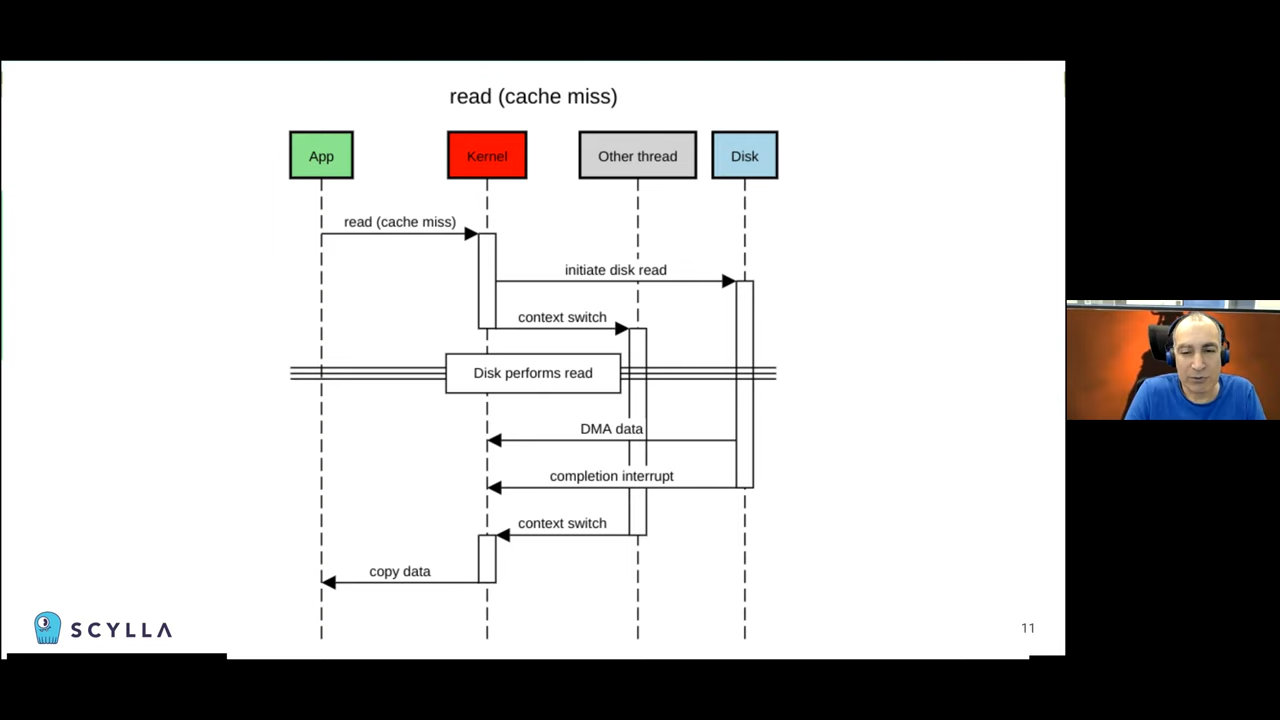 read (cache miss)
App
Kernel
Other thread
Disk
read (cache miss)
initiate disk read
context switch
Disk performs read
DMA data
completion interrupt
context switch
copy data
SCYLLA
11